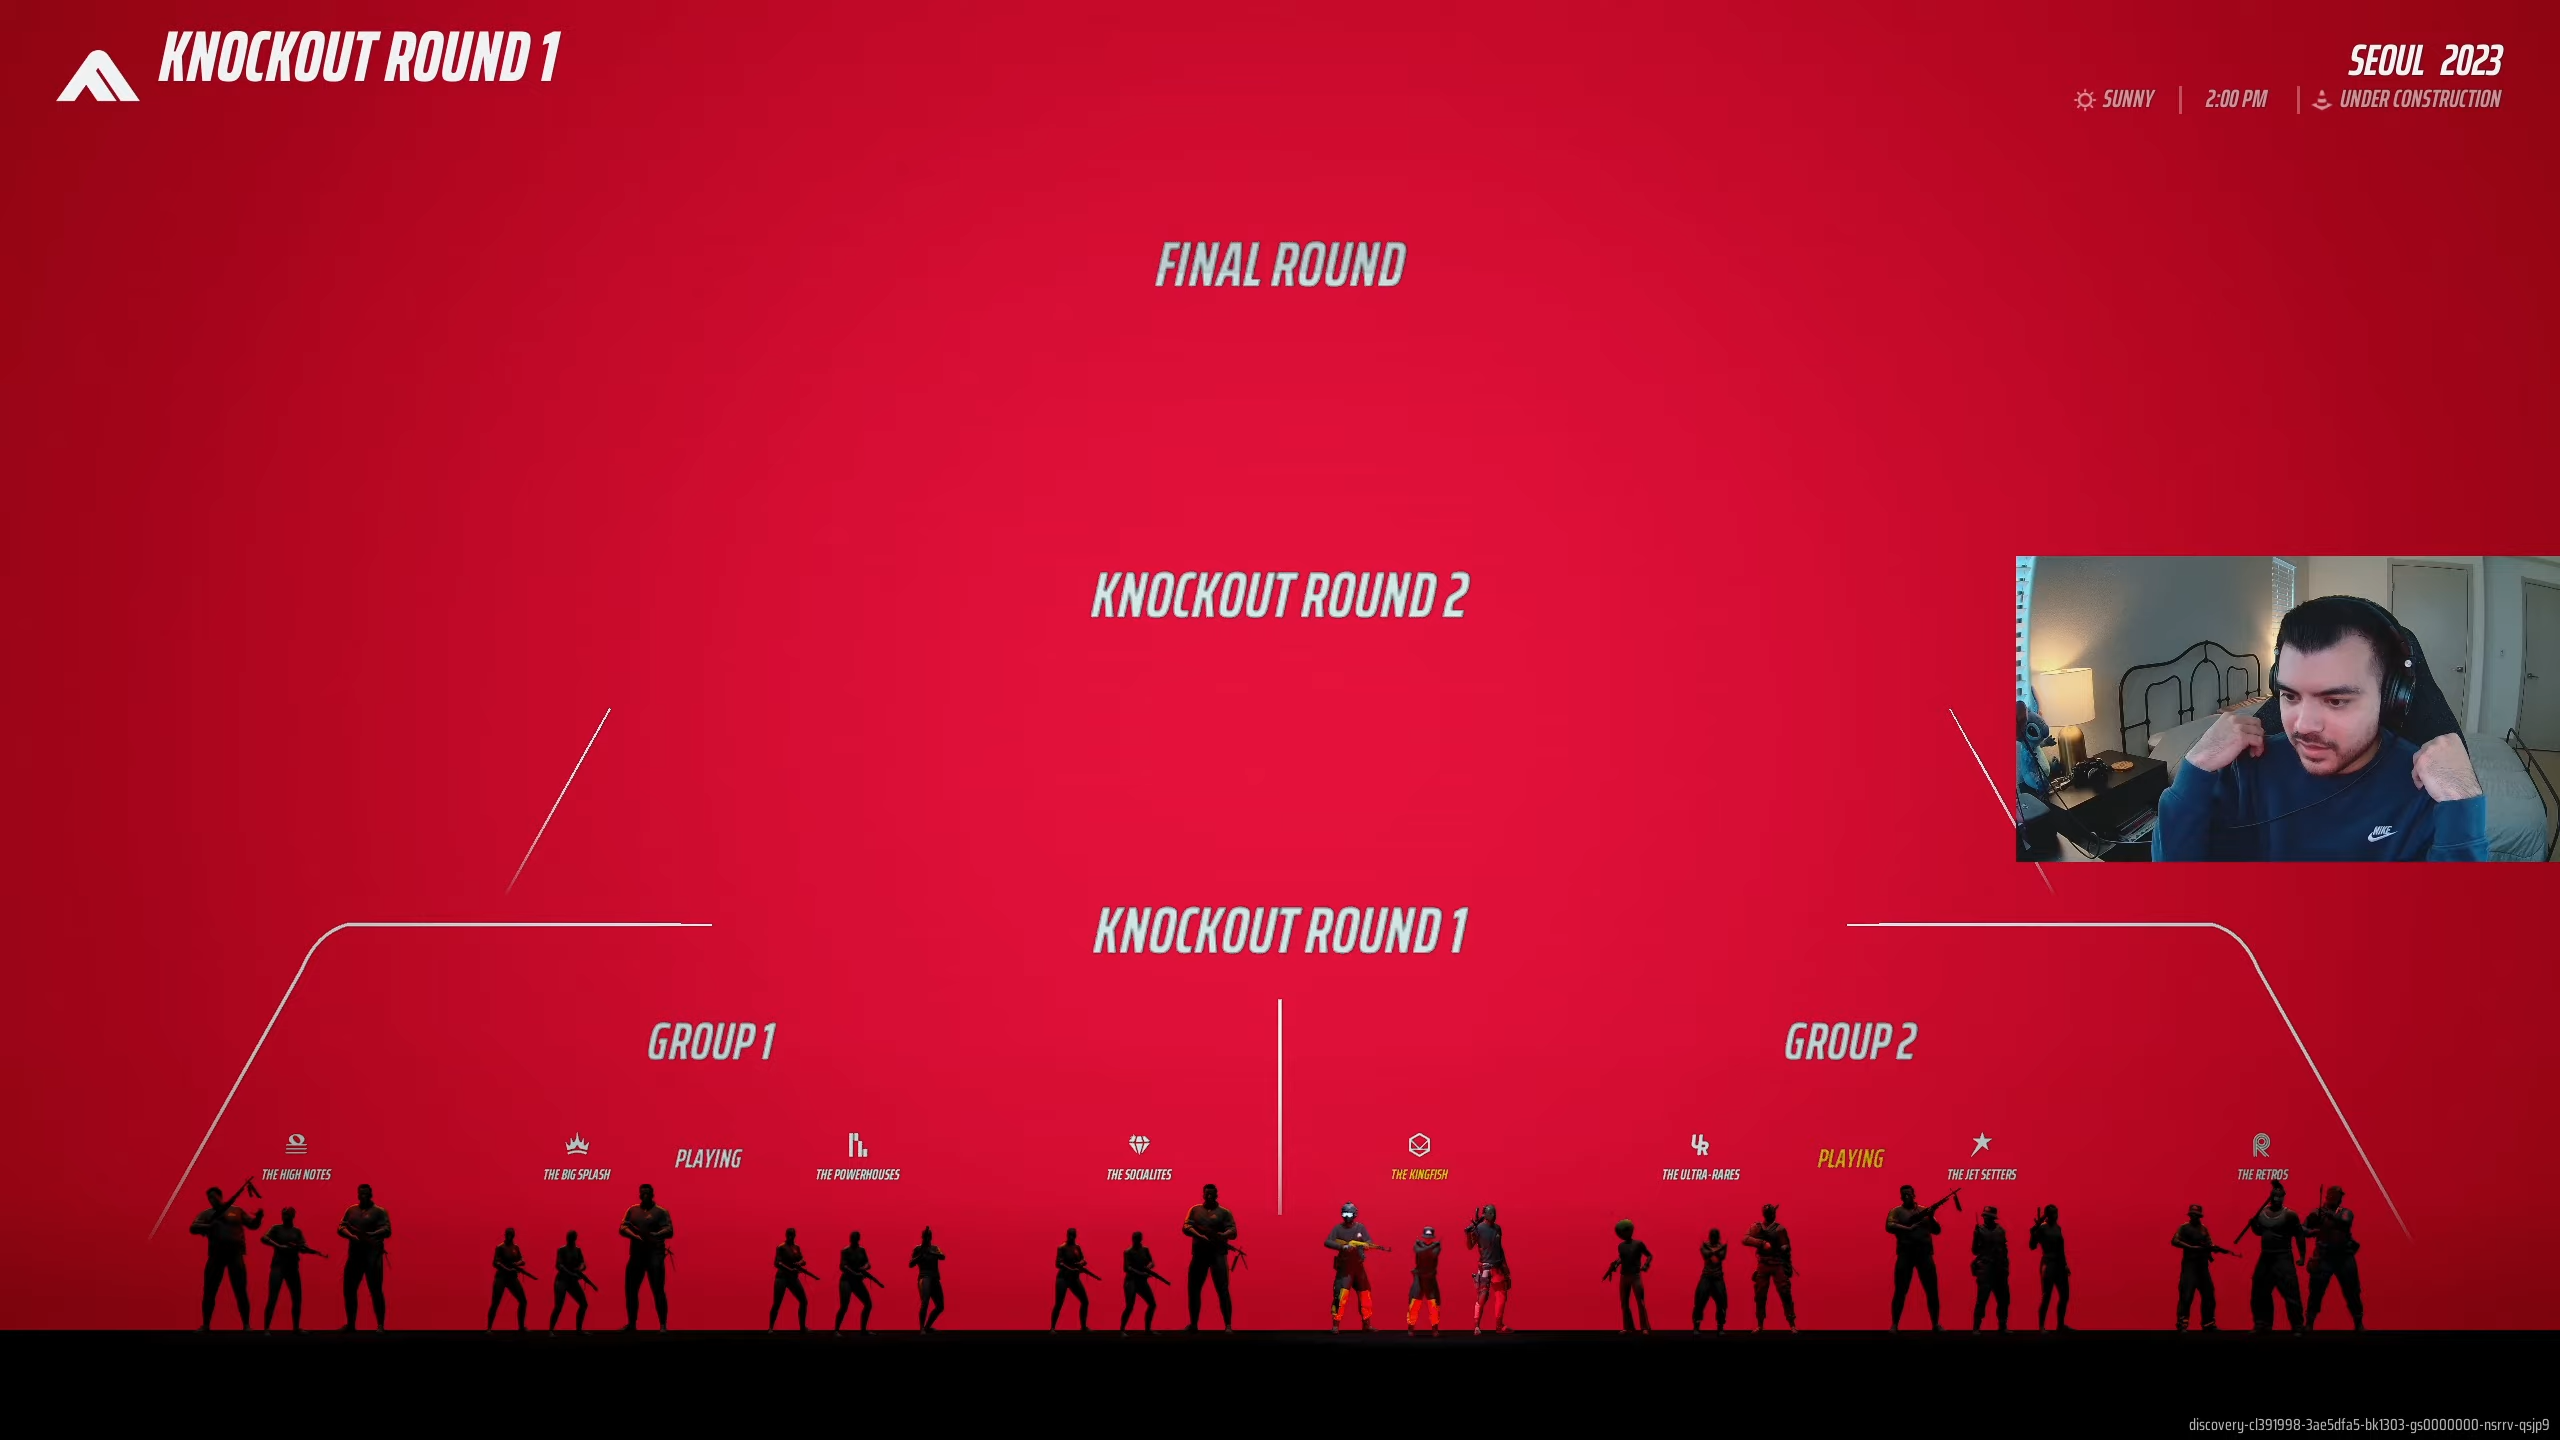 KNOCKOUT ROUND 1
SEOUL 2023
SUNNY | 2:00 PM | UNDER CONSTRUCTION
FINAL ROUND
KNOCKOUT ROUND 2
NIKE
KNOCKOUT ROUND 1
GROUP 1
GROUP 2
PLAYING
PLAYING
THE HIGH NOTES
THE BIG SPLASH
THE POWERHOUSES
THE SOCIALITES
THE KINGFISH
UR
THE ULTRA-RARES
THE JET SETTERS
R
THE RETROS
discovery-cl391998-3ae5dfa5-bk1303-gs0000000-nsrrv-qsjp9